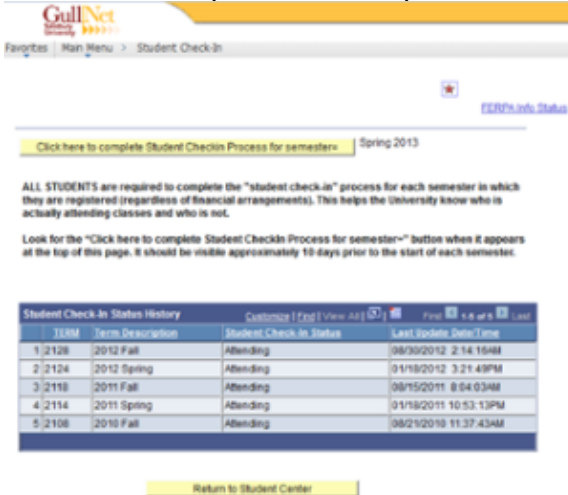 GullNet
Salisbury
University
Favorites Main Menu > Student Check-In
FERPA Info Status
Click here to complete Student Checkin Process for semester= Spring 2013
ALL STUDENTS are required to complete the "student check-in" process for each semester in which
they are registered (regardless of financial arrangements). This helps the University know who is
actually attending classes and who is not.
Look for the "Click here to complete Student Checkin Process for semester=" button when it appears
at the top of this page. It should be visible approximately 10 days prior to the start of each semester.
Student Check-In Status History Customize | Find | View All | First 1-5 of 5 Last
TERM Term Description Student Check-In Status Last Update Date/Time
1 2128 2012 Fall Attending 08/30/2012 2:14:16AM
2 2124 2012 Spring Attending 01/18/2012 3:21:49PM
3 2118 2011 Fall Attending 08/15/2011 8:04:03AM
4 2114 2011 Spring Attending 01/18/2011 10:53:13PM
5 2108 2010 Fall Attending 08/21/2010 11:37:43AM
Return to Student Center